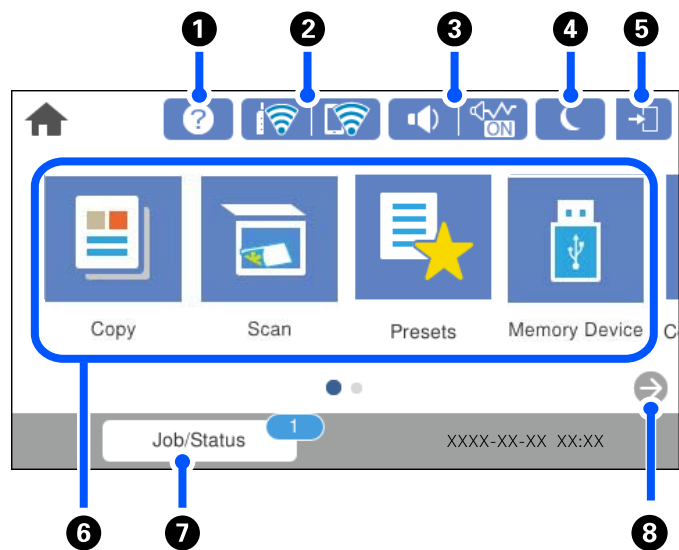 1 2 3 4 5
?
ON
Copy Scan Presets Memory Device C
Job/Status 1 XXXX-XX-XX XX:XX
6 7 8